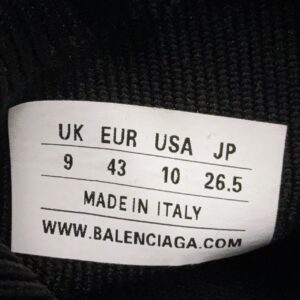 UK EUR USA JP
9 43 10 26.5
MADE IN ITALY
WWW.BALENCIAGA.COM